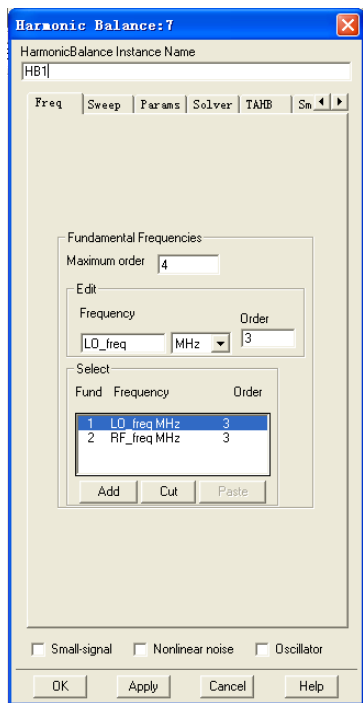 Harmonic Balance:7
HarmonicBalance Instance Name
HB1
Freq Sweep Params Solver TAHB Sm
Fundamental Frequencies
Maximum order 4
Edit
Frequency Order
LO_freq MHz 3
Select
Fund Frequency Order
1 LO_freq MHz 3
2 RF_freq MHz 3
Add Cut Paste
Small-signal Nonlinear noise Oscillator
OK Apply Cancel Help